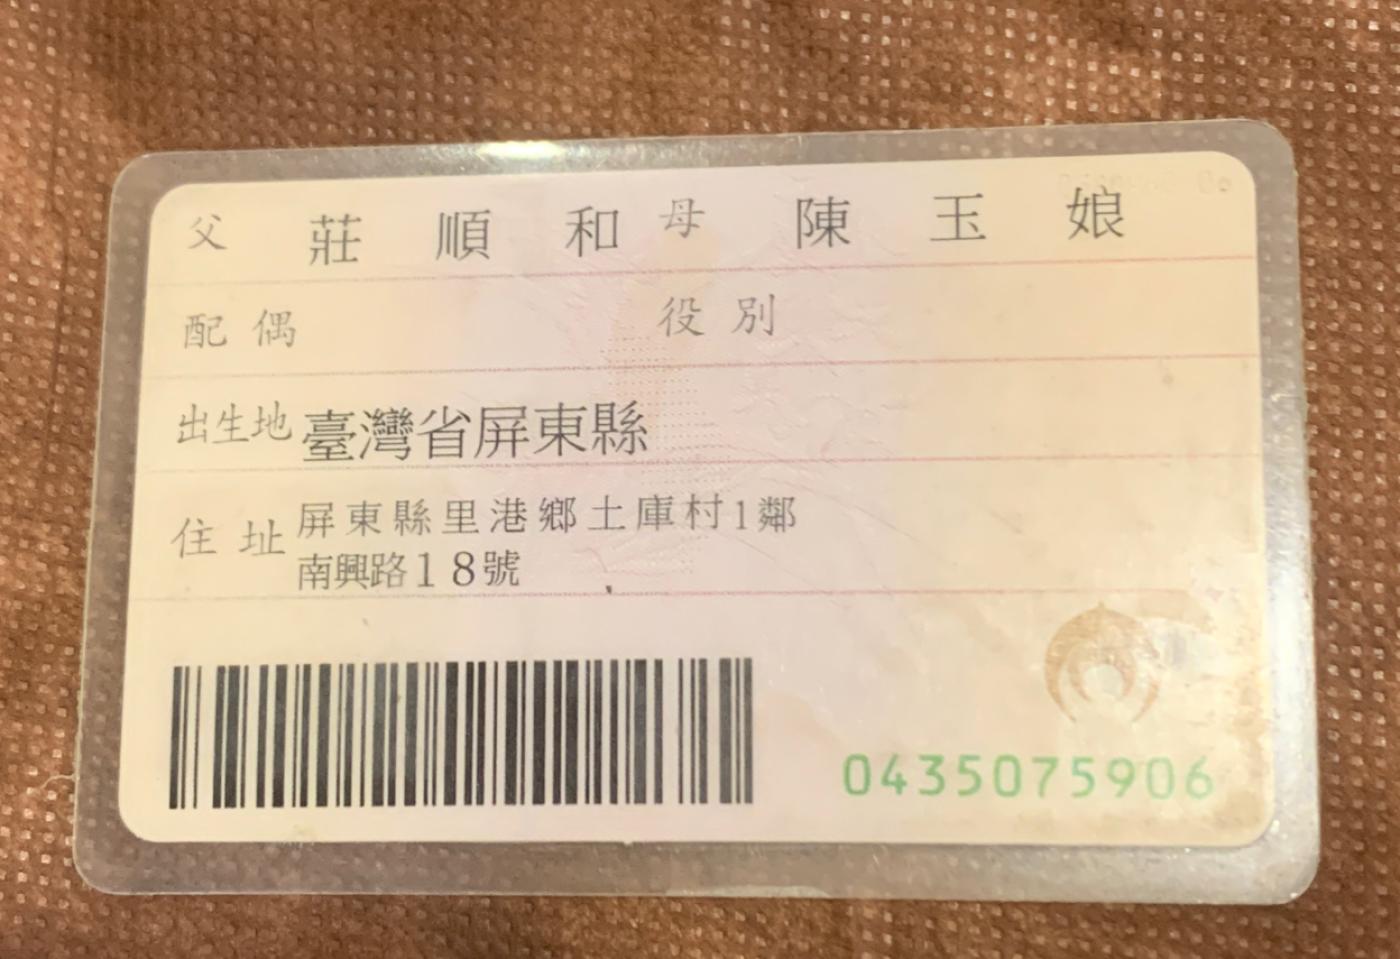 父 莊順和 母 陳玉娘
配偶 役別
出生地 臺灣省屏東縣
住址 屏東縣里港鄉土庫村1鄰
南興路18號
0435075906